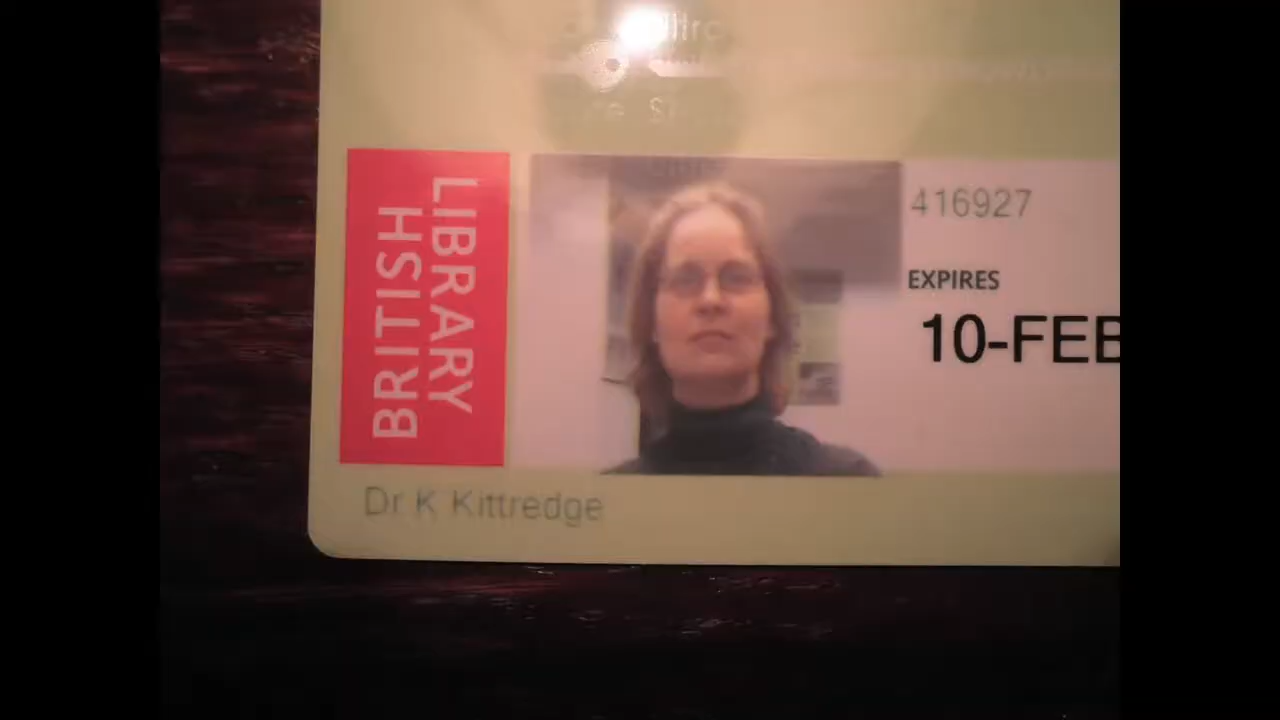 BRITISH
LIBRARY
416927
EXPIRES
10-FEB
Dr K Kittredge